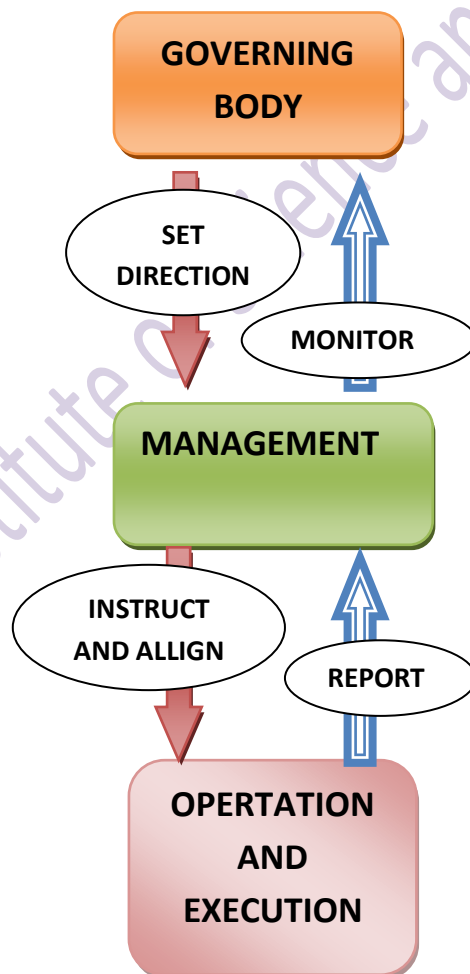 GOVERNING
BODY
SET
DIRECTION
MONITOR
MANAGEMENT
INSTRUCT
AND ALLIGN
REPORT
OPERTATION
AND
EXECUTION